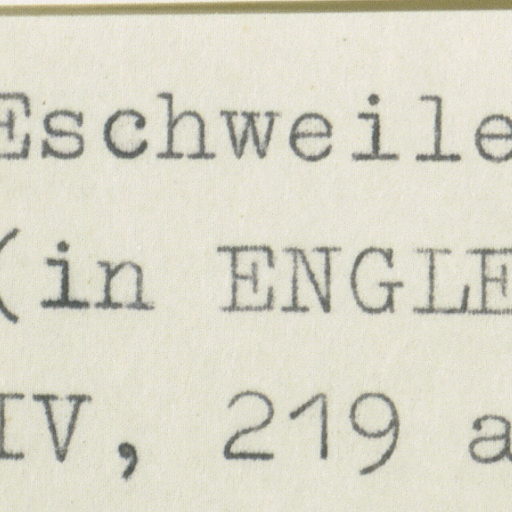 Eschweile
(in ENGLE
IV, 219 a